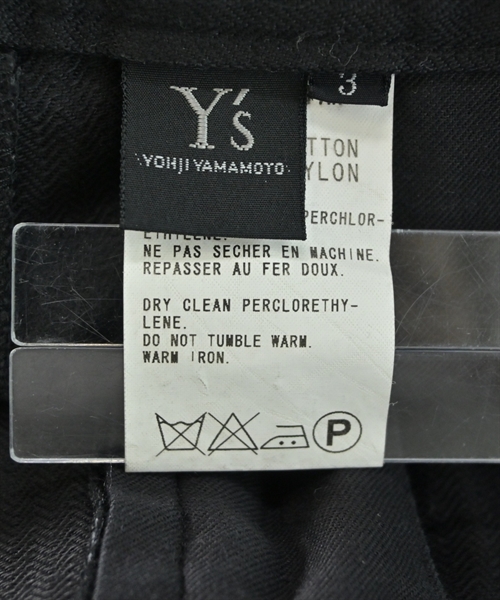 Y's
YOHJI YAMAMOTO
3
TTON
YLON
PERCHLOR-
ETHYLENE.
NE PAS SECHER EN MACHINE.
REPASSER AU FER DOUX.
DRY CLEAN PERCLORETHY-
LENE.
DO NOT TUMBLE WARM.
WARM IRON.
P